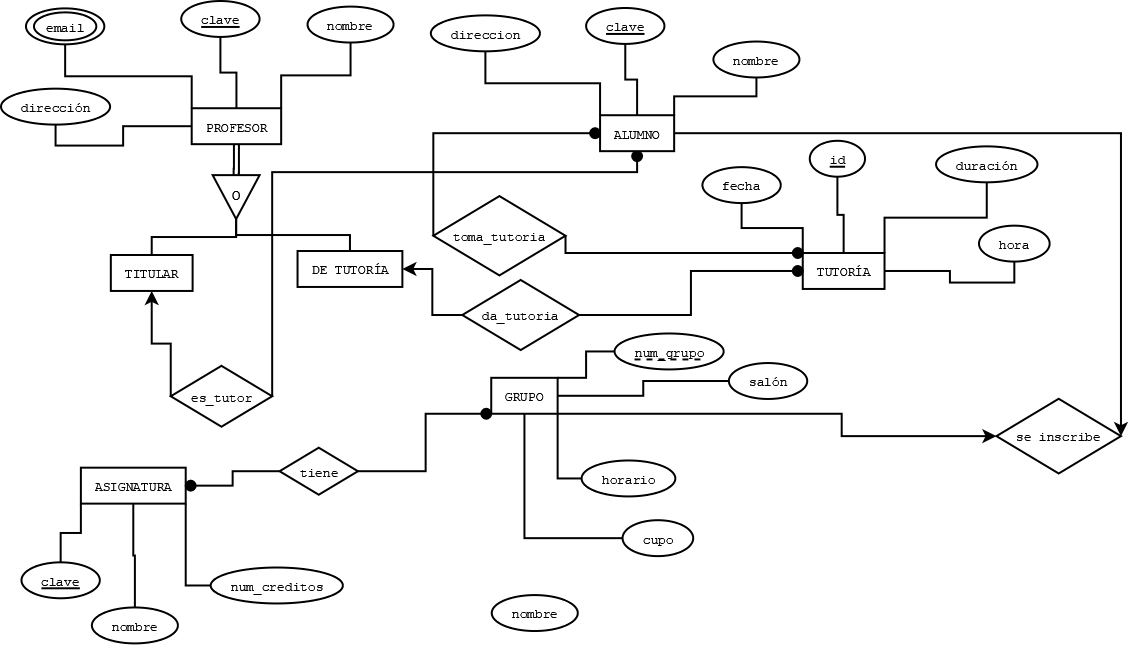 email
clave
nombre
direccion
clave
nombre
dirección
PROFESOR
ALUMNO
fecha
id
duración
O
toma_tutoria
hora
TITULAR
DE TUTORÍA
TUTORÍA
da_tutoria
num_grupo
salón
es_tutor
GRUPO
se inscribe
tiene
horario
ASIGNATURA
cupo
clave
num_creditos
nombre
nombre